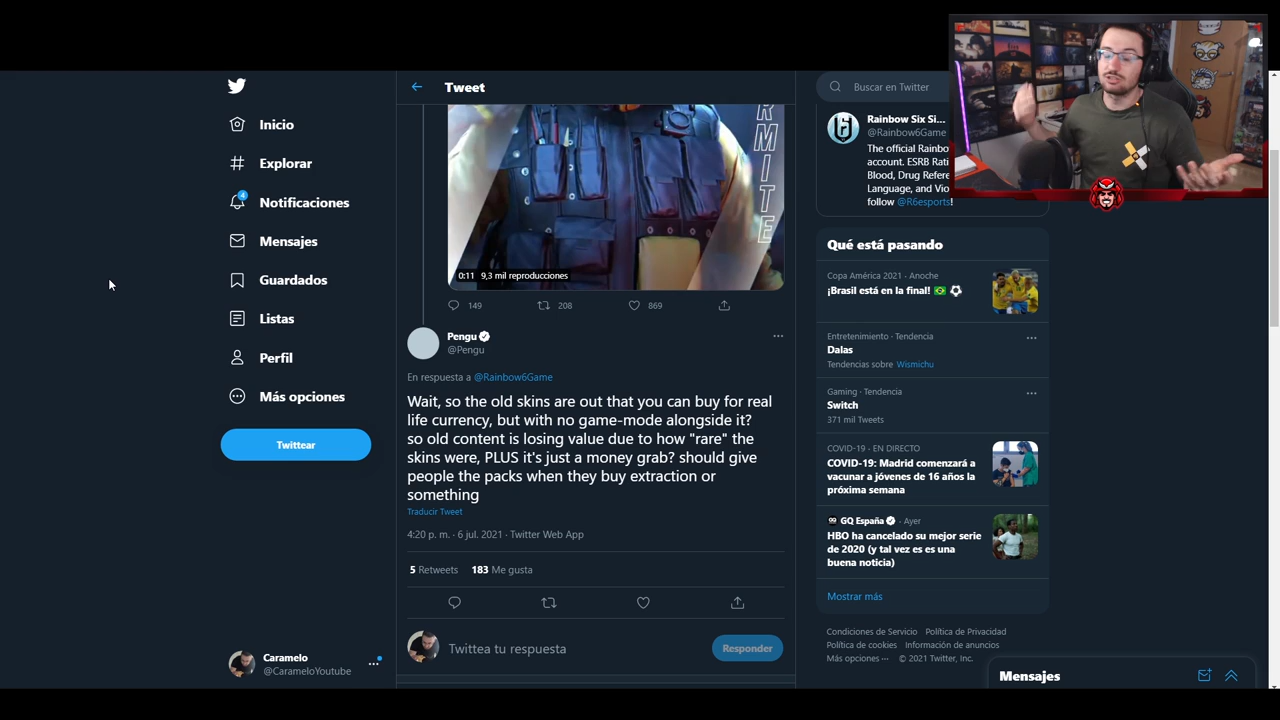 Inicio
Explorar
4
Notificaciones
Mensajes
Guardados
Listas
Perfil
Más opciones
Twittear
Caramelo
@CarameloYoutube
Tweet
RMITE
0:11 9,3 mil reproducciones
149 208 869
Pengu
@Pengu
En respuesta a @Rainbow6Game
Wait, so the old skins are out that you can buy for real
life currency, but with no game-mode alongside it?
so old content is losing value due to how "rare" the
skins were, PLUS it's just a money grab? should give
people the packs when they buy extraction or
something
Traducir Tweet
4:20 p. m. · 6 jul. 2021 · Twitter Web App
5 Retweets 183 Me gusta
Twittea tu respuesta
Responder
Buscar en Twitter
Rainbow Six Si...
@Rainbow6Game
The official Rainbo
account. ESRB Rati
Blood, Drug Refere
Language, and Vio
follow @R6esports!
Qué está pasando
Copa América 2021 · Anoche
¡Brasil está en la final! 🇧🇷 ⚽
Entretenimiento · Tendencia
Dalas
Tendencias sobre Wismichu
Gaming · Tendencia
Switch
371 mil Tweets
COVID-19 · EN DIRECTO
COVID-19: Madrid comenzará a
vacunar a jóvenes de 16 años la
próxima semana
GQ España · Ayer
HBO ha cancelado su mejor serie
de 2020 (y tal vez es es una
buena noticia)
Mostrar más
Condiciones de Servicio Política de Privacidad
Política de cookies Información de anuncios
Más opciones ··· © 2021 Twitter, Inc.
Mensajes